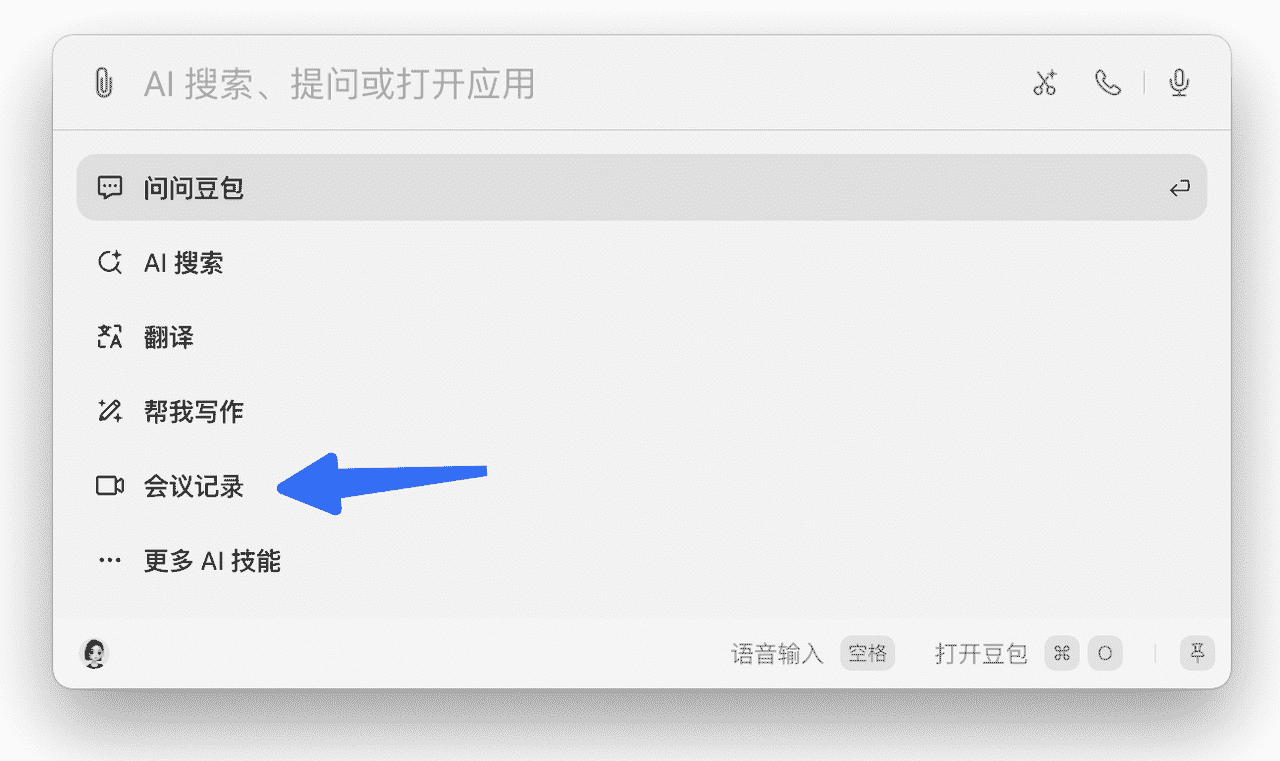 AI 搜索、提问或打开应用
问问豆包
AI 搜索
翻译
帮我写作
会议记录
更多 AI 技能
语音输入 空格 打开豆包 ⌘ O